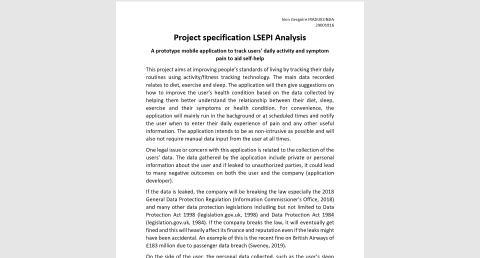 Project specification LSEPI Analysis
A prototype mobile application to track users' daily activity and symptom
pain to aid self-help
This project aims at improving people's standards of living by tracking their daily
routines using activity/fitness tracking technology. The main data recorded
relates to diet, exercise and sleep. The application will then give suggestions on
how to improve the user's health condition based on the data collected by
helping them better understand the relationship between their diet, sleep,
exercise and their symptoms or health condition. For convenience, the
application will mainly run in the background or at scheduled times and notify
the user when to enter their daily experience of pain and any other useful
information. The application intends to be as non-intrusive as possible and will
also not require manual data input from the user at all times.
One legal issue or concern with this application is related to the collection of the
users' data. The data gathered by the application include private or personal
information about the user and if leaked to unauthorized parties, it could lead
to many negative outcomes on both the user and the company (application
developer).
If the data is leaked, the company will be breaking the law especially the 2018
General Data Protection Regulation (Information Commissioner's Office, 2018)
and many other data protection legislations including but not limited to Data
Protection Act 1998 (legislation.gov.uk, 1998) and Data Protection Act 1984
(legislation.gov.uk, 1984). If the company breaks the law, it will eventually get
fined and this will heavily affect its finance and reputation even if the leaks might
have been accidental. An example of this is the recent fine on British Airways of
£183 million due to passenger data breach (Sweney, 2019).
On the side of the user, the personal data collected, such as the user's sleep